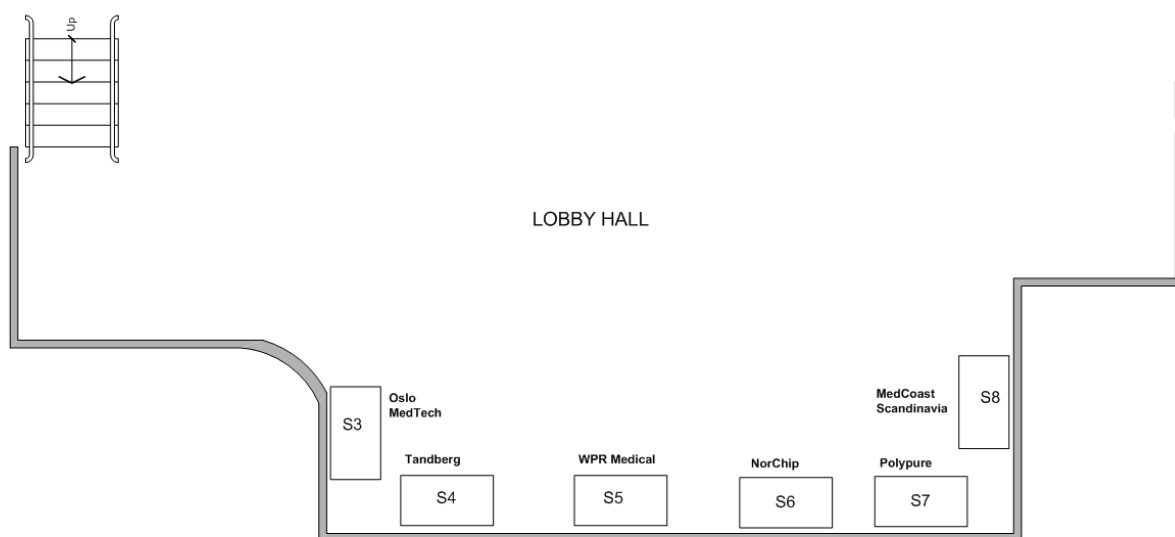 Up
LOBBY HALL
Oslo
MedTech
S3
MedCoast
Scandinavia
S8
Tandberg
S4
WPR Medical
S5
NorChip
S6
Polypure
S7